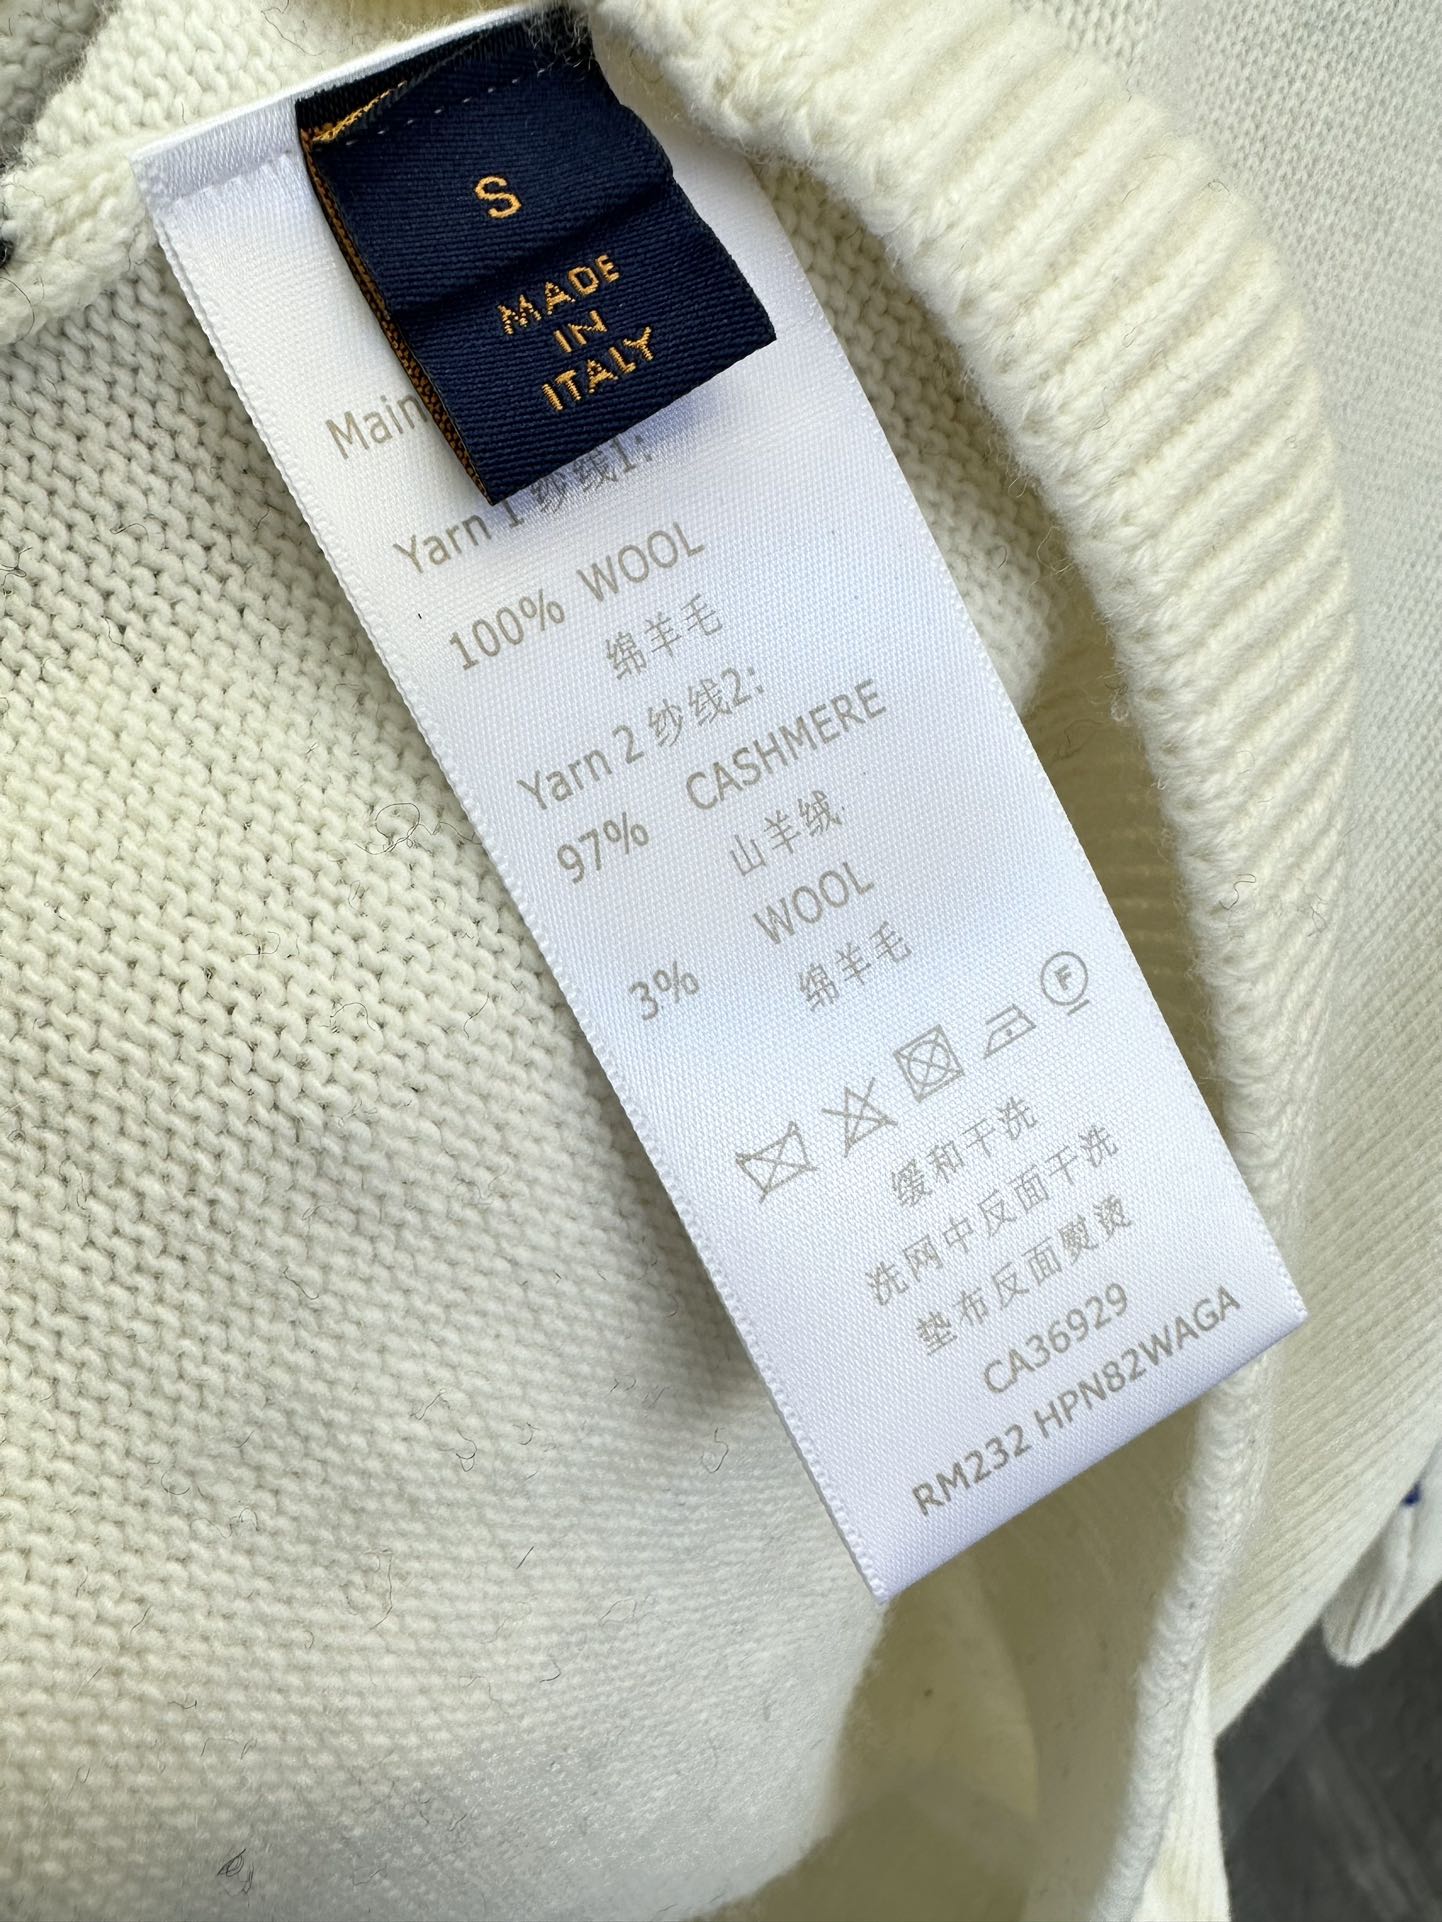 S
MADE
IN
ITALY
Main
Yarn 1 纱线1:
100% WOOL
绵羊毛
Yarn 2 纱线2:
97% CASHMERE
山羊绒
3% WOOL
绵羊毛
F
缓和干洗
洗网中反面干洗
垫布反面熨烫
CA36929
RM232 HPN82WAGA